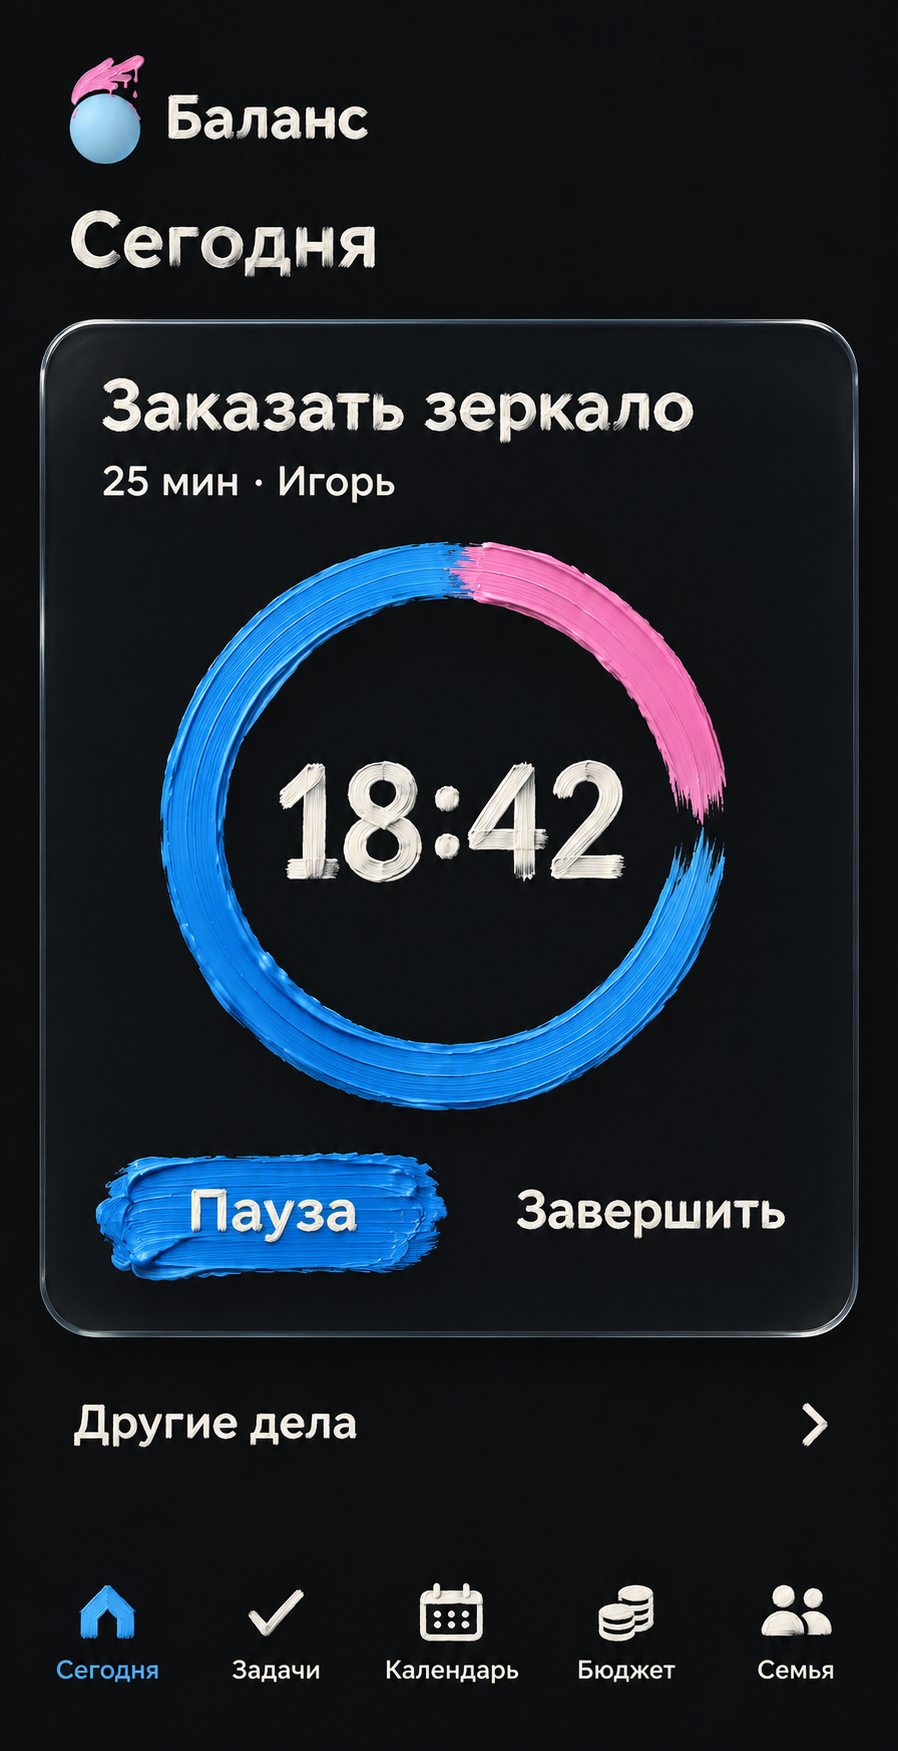 Баланс
Сегодня
Заказать зеркало
25 мин · Игорь
18:42
Пауза
Завершить
Другие дела
Сегодня
Задачи
Календарь
Бюджет
Семья